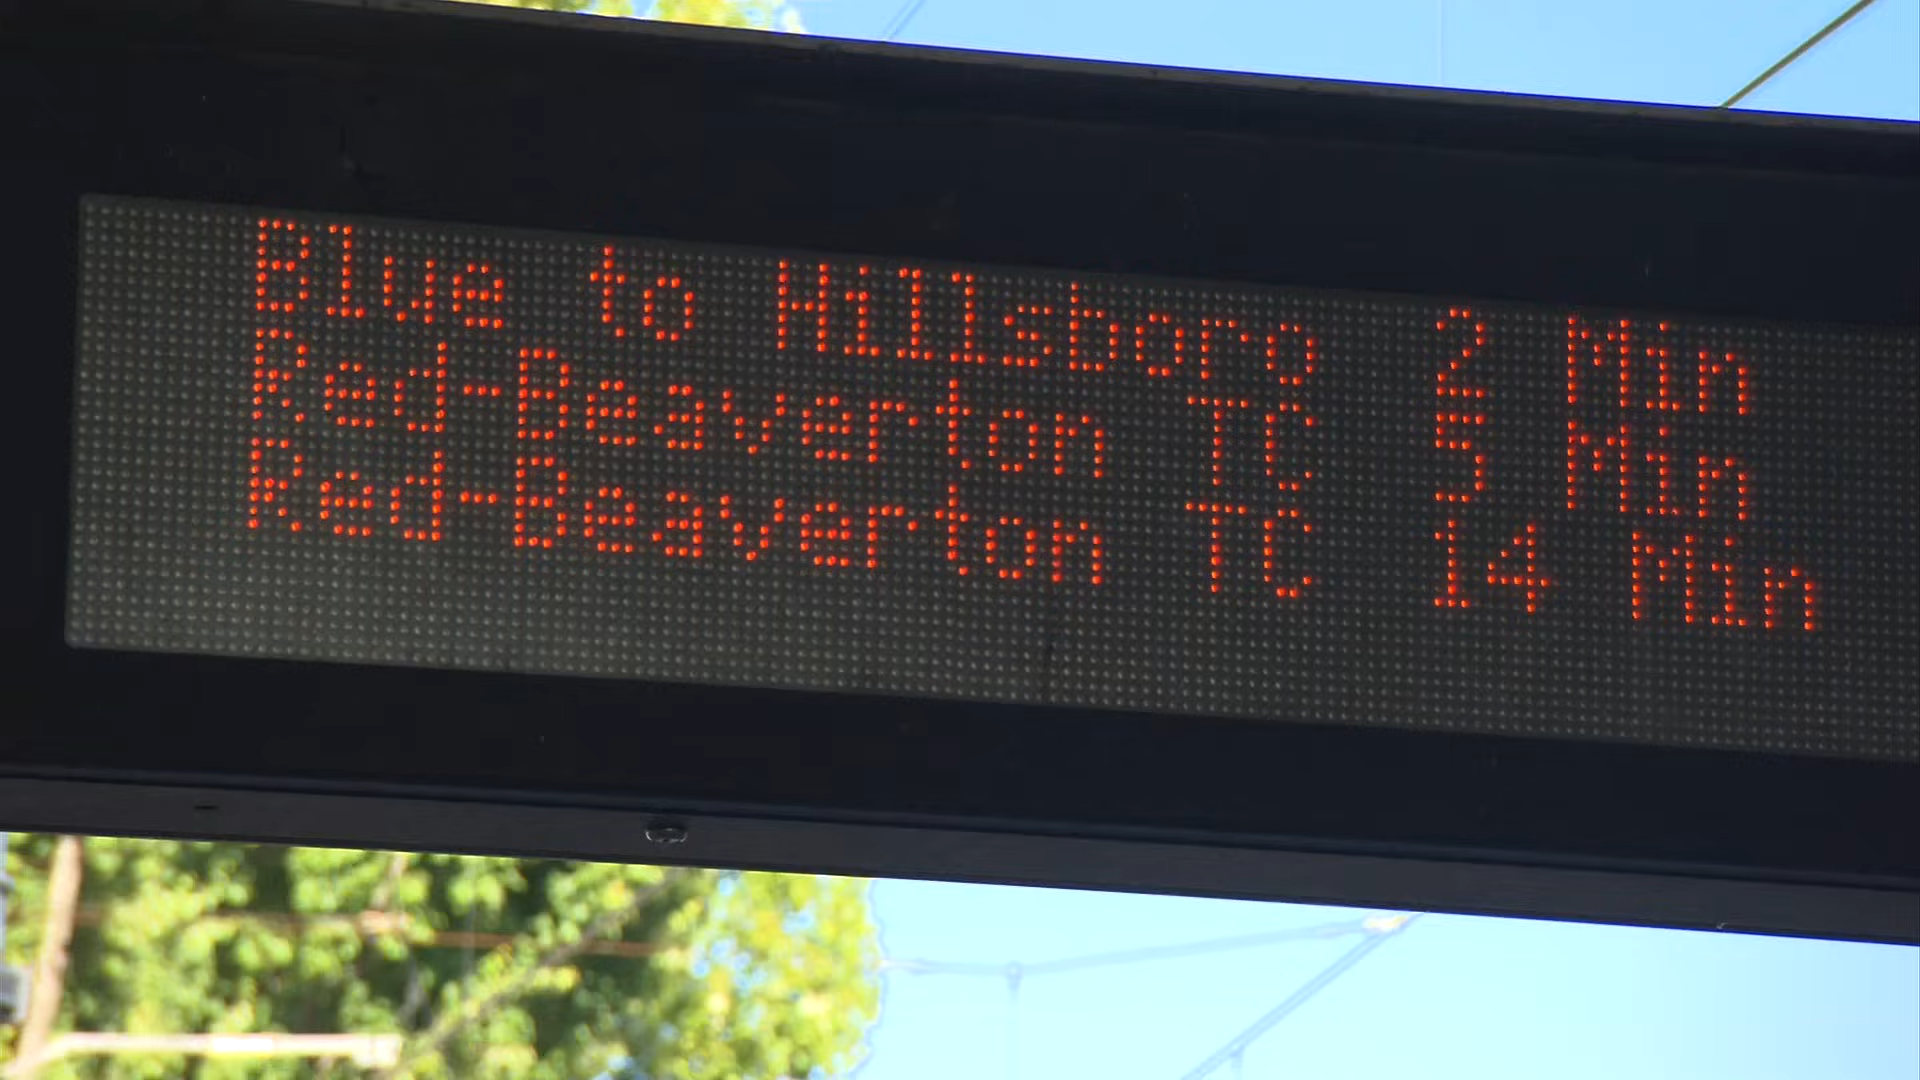 Blue to Hillsboro 2 Min
Red-Beaverton TC 5 Min
Red-Beaverton TC 14 Min